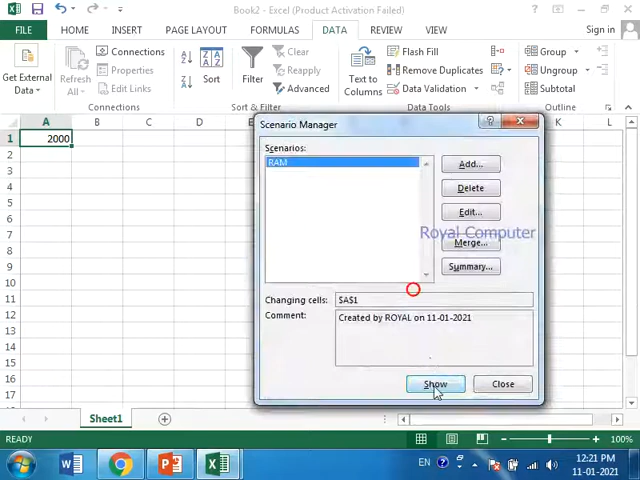 Book2 - Excel (Product Activation Failed)
FILE HOME INSERT PAGE LAYOUT FORMULAS DATA REVIEW VIEW Sign in
Get External Data
Refresh All
Connections
Properties
Edit Links
Connections
Sort
Filter
Clear
Reapply
Advanced
Text to Columns
Flash Fill
Remove Duplicates
Data Validation
Data Tools
Group
Ungroup
Subtotal
Outline
A B C D E K L
1 2000
2
3
4
5
6
7
8
9
10
11
12
13
14
15
16
17
Scenario Manager
Scenarios:
RAM
Add...
Delete
Edit...
Royal Computer
Merge...
Summary...
Changing cells: $A$1
Comment: Created by ROYAL on 11-01-2021
Show Close
Sheet1
READY 100%
EN 12:21 PM
11-01-2021